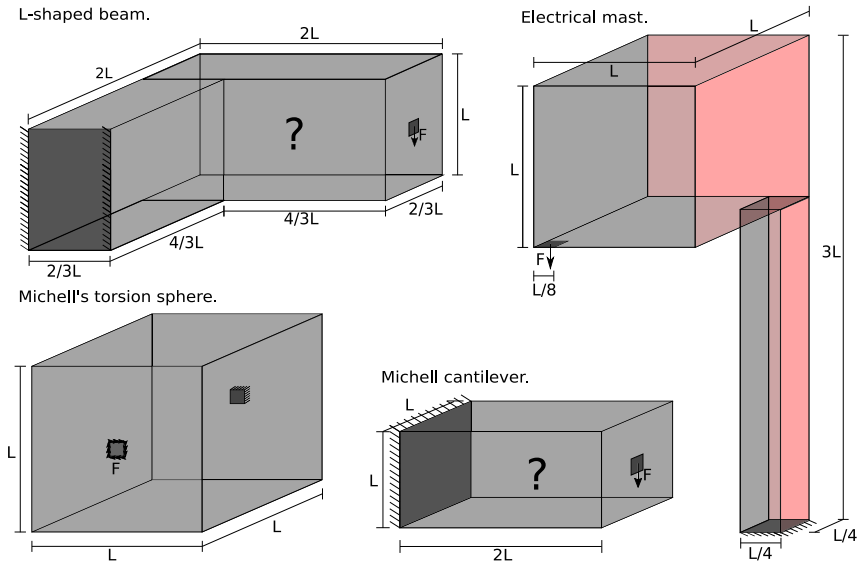 L-shaped beam.
2L
2L
L
?
F
4/3L
2/3L
4/3L
2/3L
Electrical mast.
L
L
L
F
L/8
3L
L/4
L/4
Michell's torsion sphere.
L
F
L
L
Michell cantilever.
L
L
?
F
2L